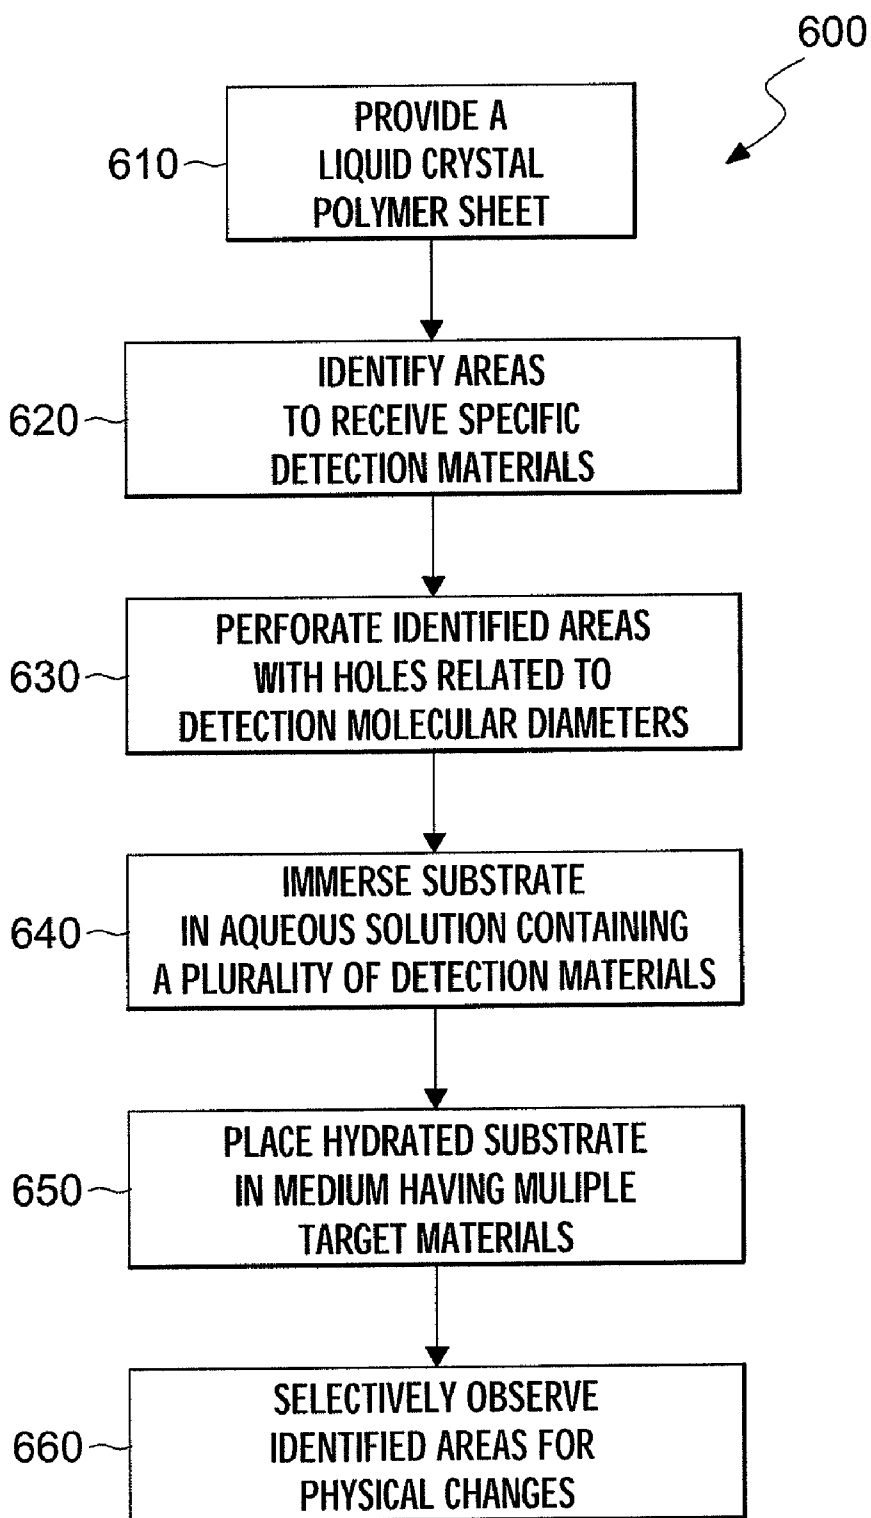 600
610
PROVIDE A
LIQUID CRYSTAL
POLYMER SHEET
620
IDENTIFY AREAS
TO RECEIVE SPECIFIC
DETECTION MATERIALS
630
PERFORATE IDENTIFIED AREAS
WITH HOLES RELATED TO
DETECTION MOLECULAR DIAMETERS
640
IMMERSE SUBSTRATE
IN AQUEOUS SOLUTION CONTAINING
A PLURALITY OF DETECTION MATERIALS
650
PLACE HYDRATED SUBSTRATE
IN MEDIUM HAVING MULIPLE
TARGET MATERIALS
660
SELECTIVELY OBSERVE
IDENTIFIED AREAS FOR
PHYSICAL CHANGES